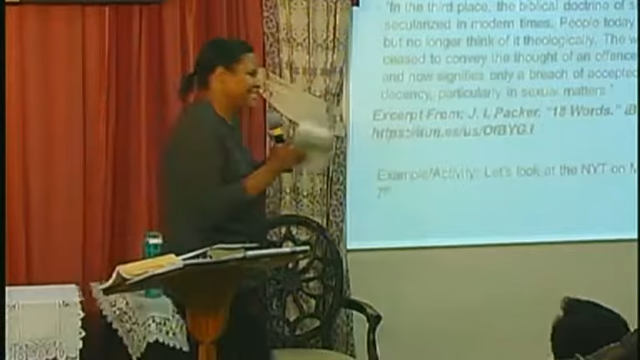 'In the third place, the biblical doctrine of s
secularized in modern times. People today
but no longer think of it theologically. The w
ceased to convey the thought of an offence
and now signifies only a breach of accepted
decency, particularly in sexual matters.'
Excerpt From: J. I. Packer. "18 Words."
Example/Activity: Let's look at the NYT on M